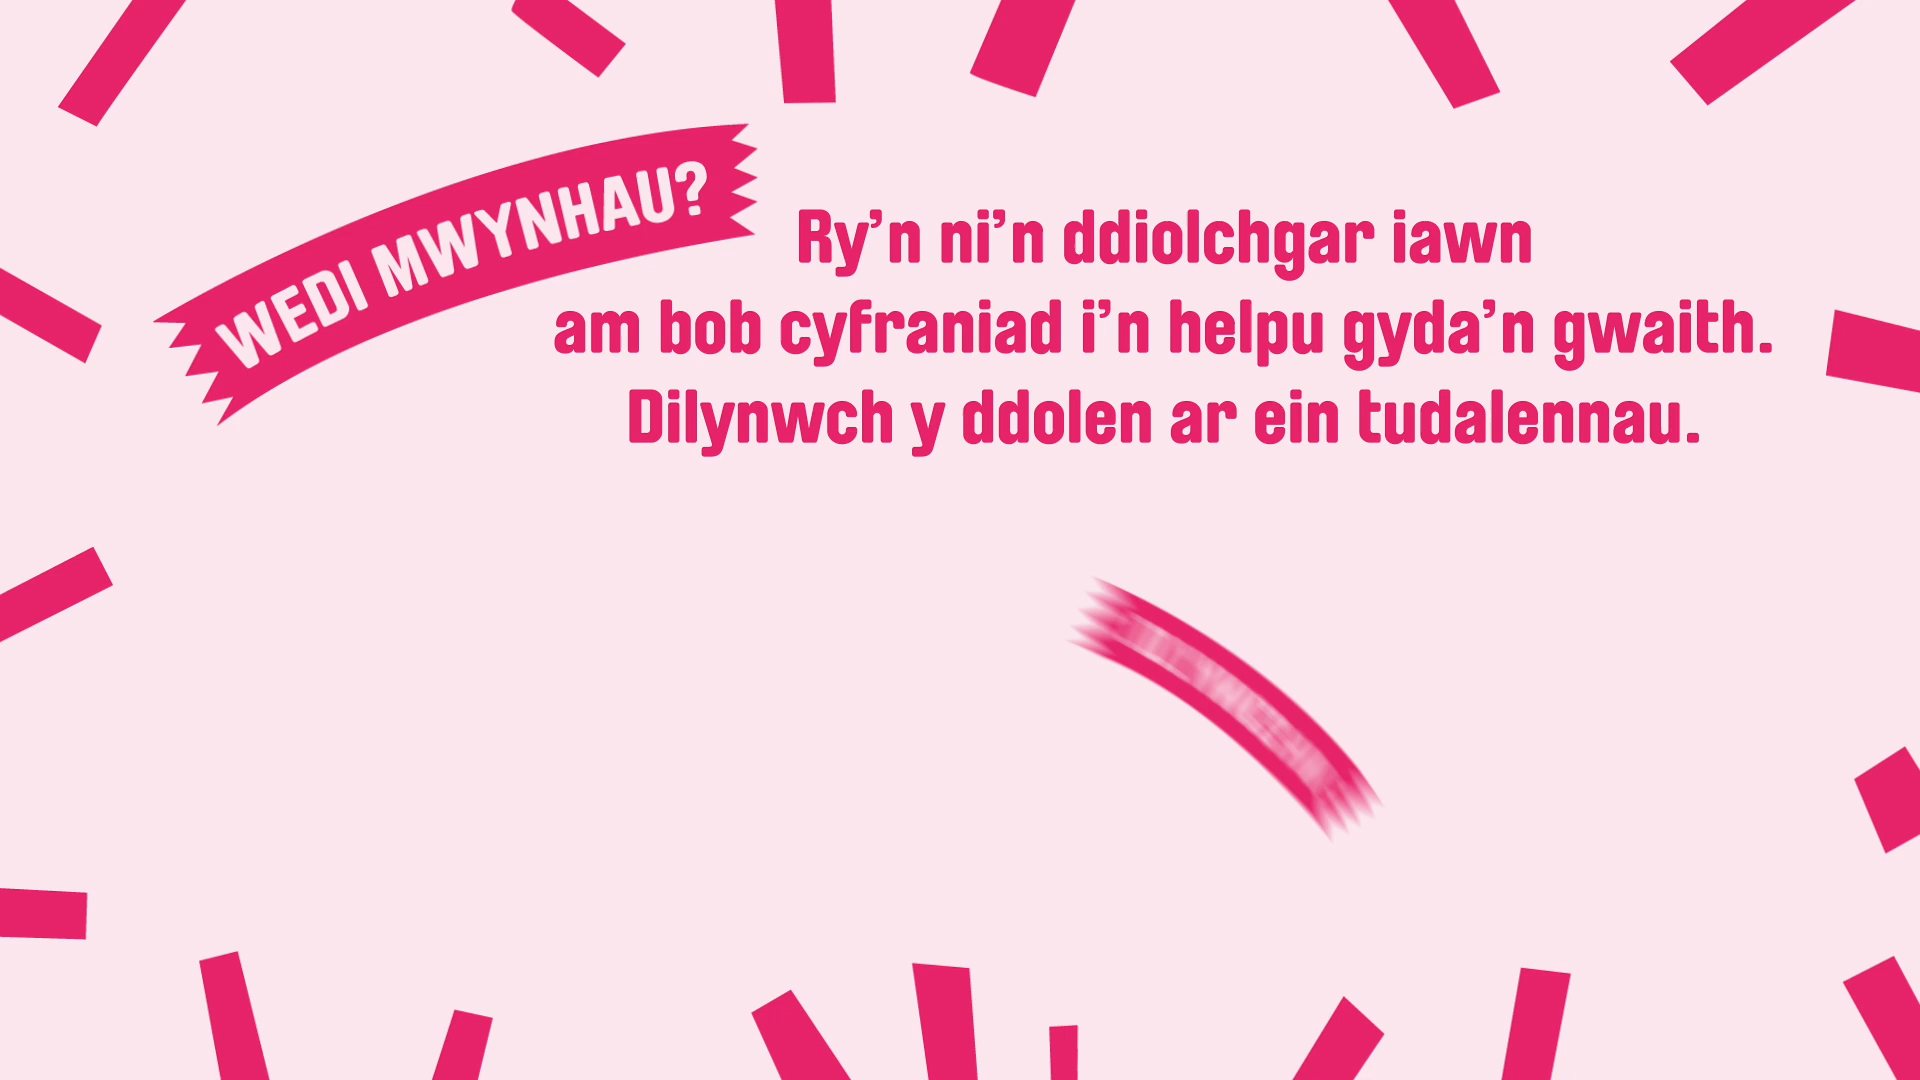 WEDI MWYNHAU?
Ry’n ni’n ddiolchgar iawn
am bob cyfraniad i’n helpu gyda’n gwaith.
Dilynwch y ddolen ar ein tudalennau.